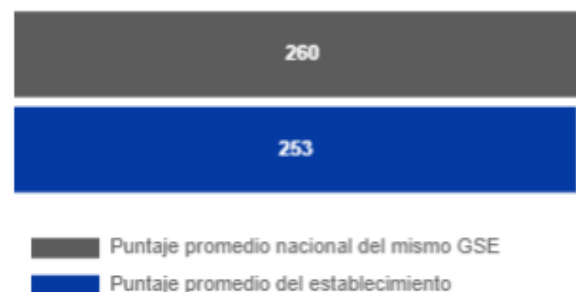 260
253
Puntaje promedio nacional del mismo GSE
Puntaje promedio del establecimiento